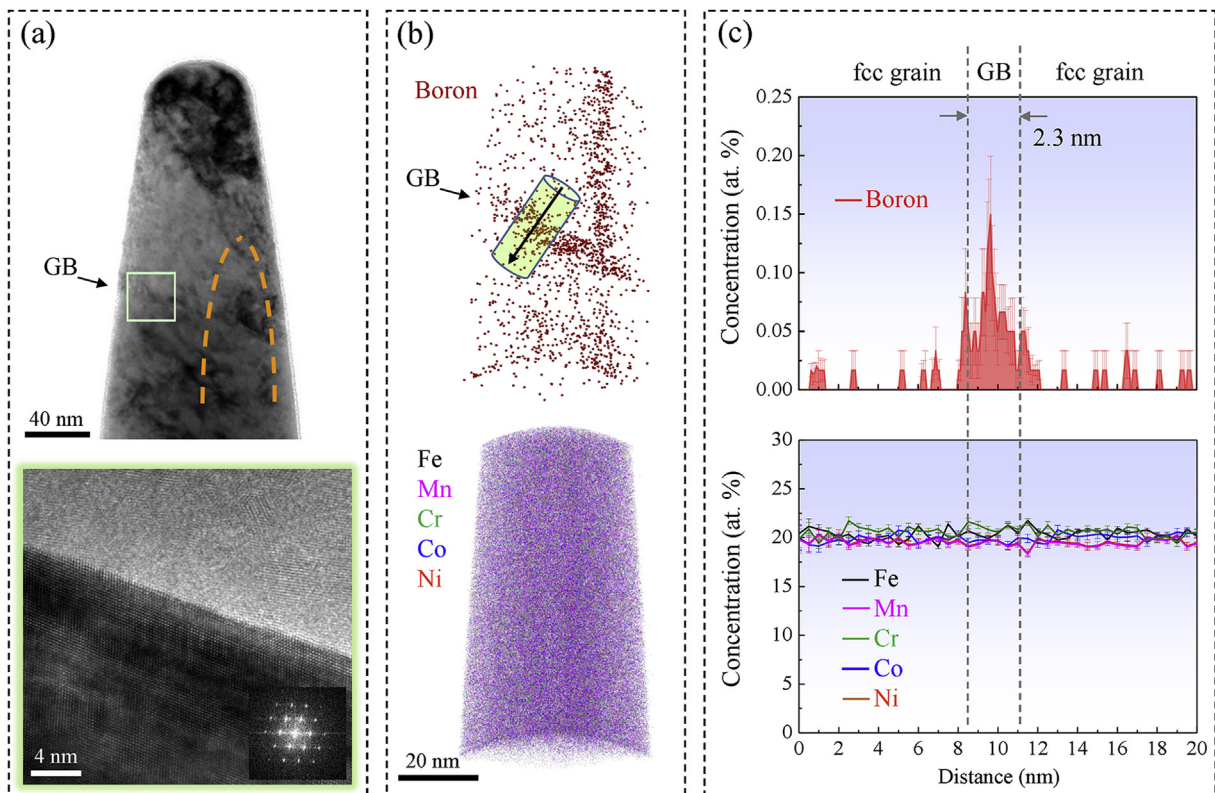 (a)
GB
40 nm
4 nm
(b)
Boron
GB
Fe
Mn
Cr
Co
Ni
20 nm
(c)
fcc grain GB fcc grain
2.3 nm
Boron
Concentration (at. %)
0.25
0.20
0.15
0.10
0.05
0.00
Concentration (at. %)
30
25
20
15
10
5
0
Fe
Mn
Cr
Co
Ni
0 2 4 6 8 10 12 14 16 18 20
Distance (nm)